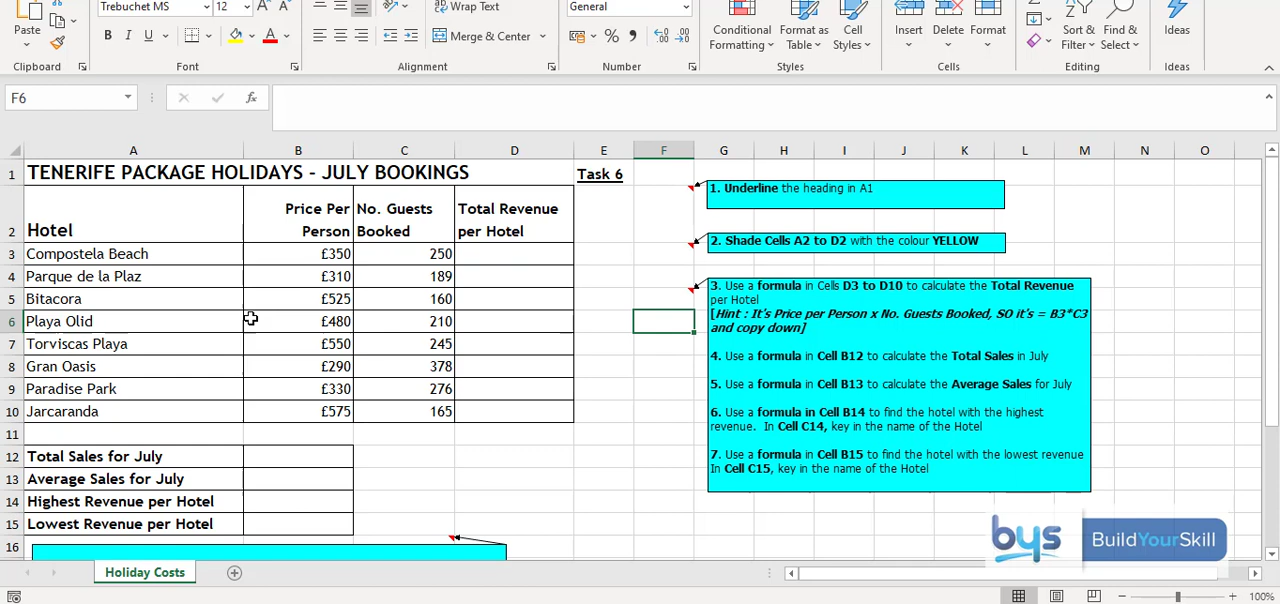 Trebuchet MS 12 Wrap Text General
Paste Conditional Format as Cell Insert Delete Format Sort & Find & Ideas
B I U Merge & Center % Formatting Table Styles Filter Select
Clipboard Font Alignment Number Styles Cells Editing Ideas
F6 fx
A B C D E F G H I J K L M N O
1 TENERIFE PACKAGE HOLIDAYS - JULY BOOKINGS Task 6
2 Hotel Price Per Person No. Guests Booked Total Revenue per Hotel
3 Compostela Beach £350 250
4 Parque de la Plaz £310 189
5 Bitacora £525 160
6 Playa Olid £480 210
7 Torviscas Playa £550 245
8 Gran Oasis £290 378
9 Paradise Park £330 276
10 Jarcaranda £575 165
11
12 Total Sales for July
13 Average Sales for July
14 Highest Revenue per Hotel
15 Lowest Revenue per Hotel
16
1. Underline the heading in A1
2. Shade Cells A2 to D2 with the colour YELLOW
3. Use a formula in Cells D3 to D10 to calculate the Total Revenue
per Hotel
[Hint : It's Price per Person x No. Guests Booked, SO it's = B3*C3
and copy down]
4. Use a formula in Cell B12 to calculate the Total Sales in July
5. Use a formula in Cell B13 to calculate the Average Sales for July
6. Use a formula in Cell B14 to find the hotel with the highest
revenue. In Cell C14, key in the name of the Hotel
7. Use a formula in Cell B15 to find the hotel with the lowest revenue
In Cell C15, key in the name of the Hotel
bys BuildYourSkill
Holiday Costs
100%